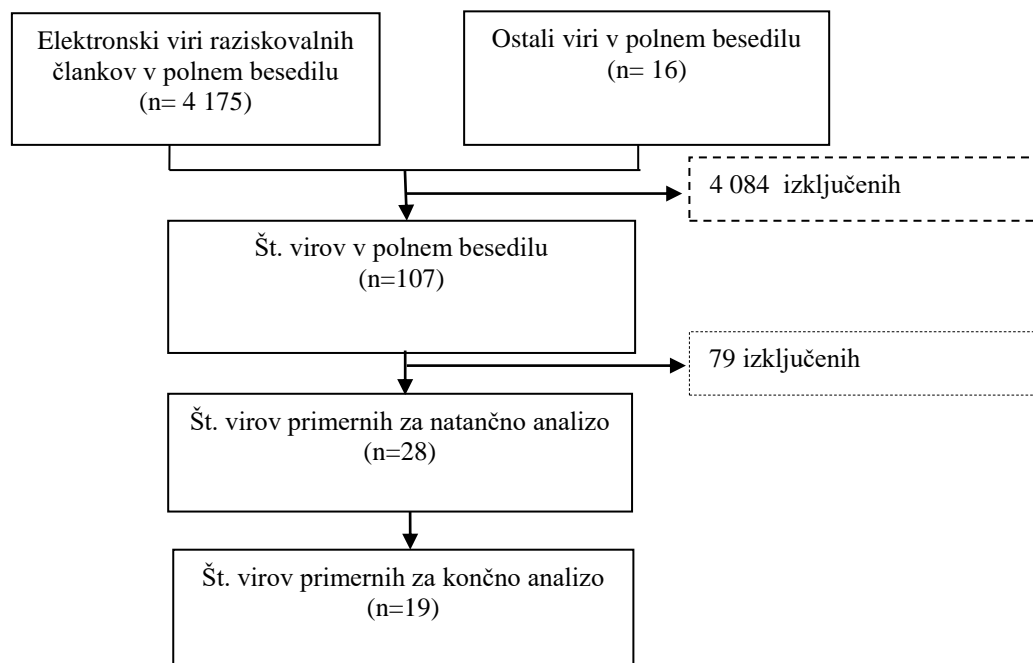 Elektronski viri raziskovalnih
člankov v polnem besedilu
(n= 4 175)
Ostali viri v polnem besedilu
(n= 16)
4 084 izključenih
Št. virov v polnem besedilu
(n=107)
79 izključenih
Št. virov primernih za natančno analizo
(n=28)
Št. virov primernih za končno analizo
(n=19)